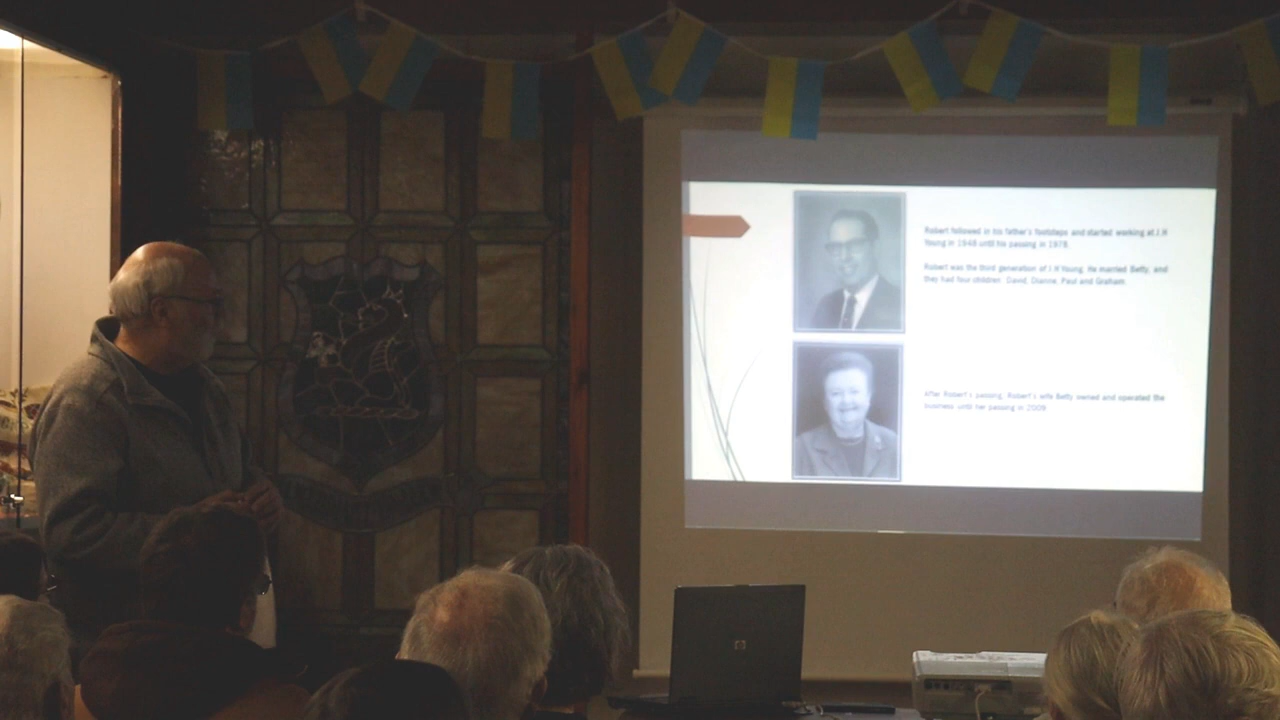 Robert followed in his father's footsteps and started working at J.H
Young in 1948 until his passing in 1978.
Robert was the third generation of J.H Young. He married Betty, and
they had four children: David, Dianne, Paul and Graham.
After Robert's passing, Robert's wife Betty owned and operated the
business until her passing in 2009
hp